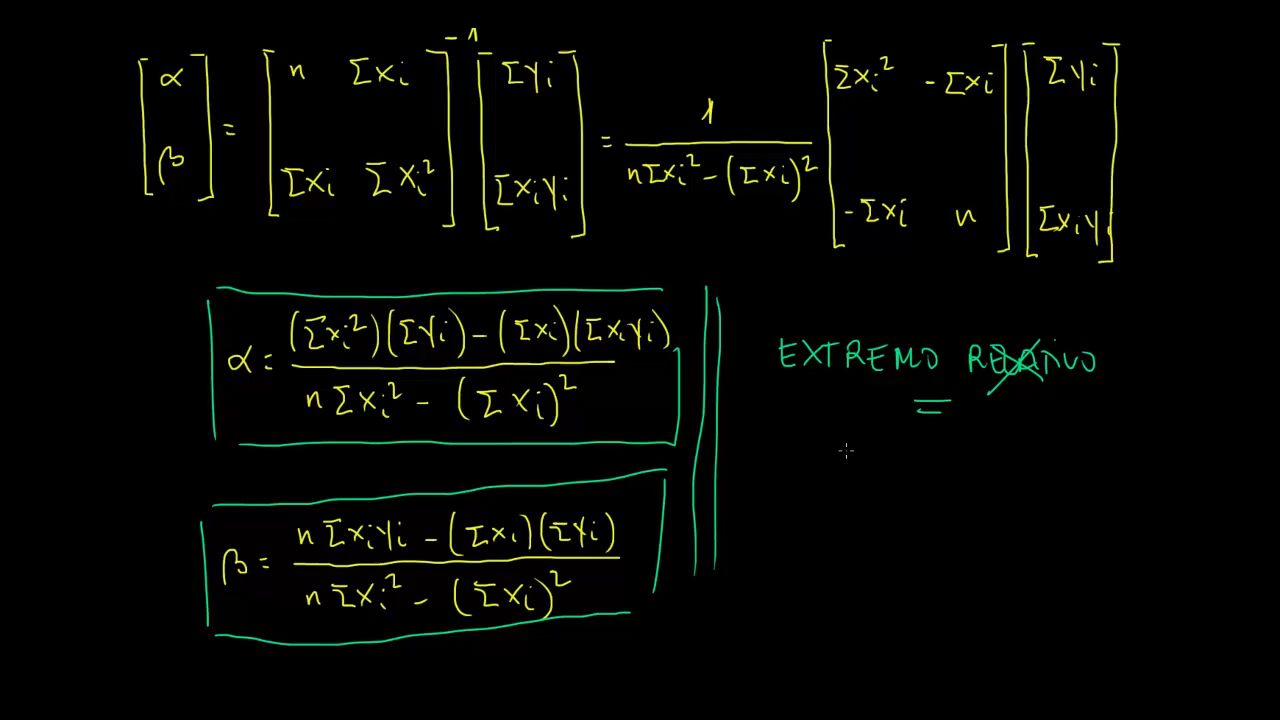 [α β] = [n Σxi Σxi Σxi²]⁻¹ [Σyi Σxiyi] = 1/(nΣxi² - (Σxi)²) [Σxi² -Σxi -Σxi n] [Σyi Σxiyi]
α = ((Σxi²)(Σyi) - (Σxi)(Σxiyi))/(nΣxi² - (Σxi)²)
EXTREMO RELATIVO
β = (nΣxiyi - (Σxi)(Σyi))/(nΣxi² - (Σxi)²)